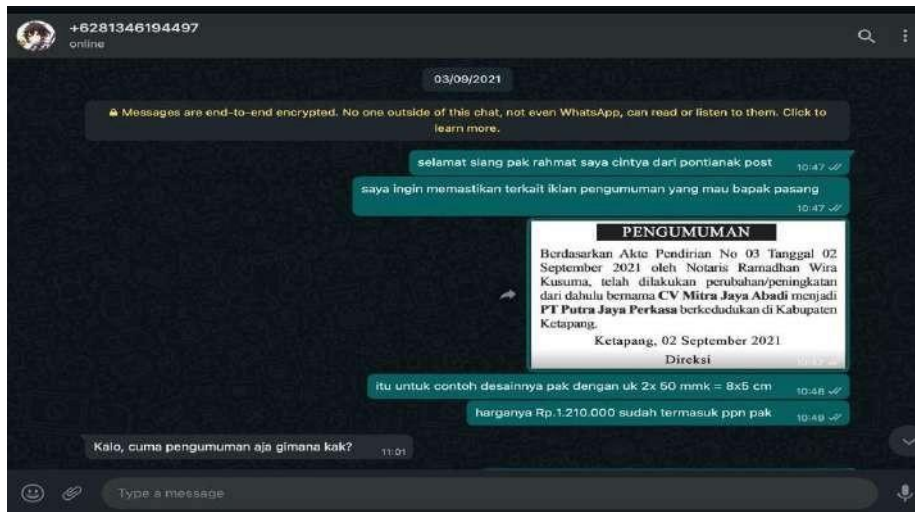 +6281346194497
online
03/09/2021
Messages are end-to-end encrypted. No one outside of this chat, not even WhatsApp, can read or listen to them. Click to
learn more.
selamat siang pak rahmat saya cintya dari pontianak post 10:47
saya ingin memastikan terkait iklan pengumuman yang mau bapak pasang
10:47
PENGUMUMAN
Berdasarkan Akte Pendirian No 03 Tanggal 02
September 2021 oleh Notaris Ramadhan Wira
Kusuma, telah dilakukan perubahan/peningkatan
dari dahulu bernama CV Mitra Jaya Abadi menjadi
PT Putra Jaya Perkasa berkedudukan di Kabupaten
Ketapang.
Ketapang, 02 September 2021
Direksi
itu untuk contoh desainnya pak dengan uk 2x 50 mmk = 8x5 cm 10:48
harganya Rp.1.210.000 sudah termasuk ppn pak 10:49
Kalo, cuma pengumuman aja gimana kak? 11:01
Type a message